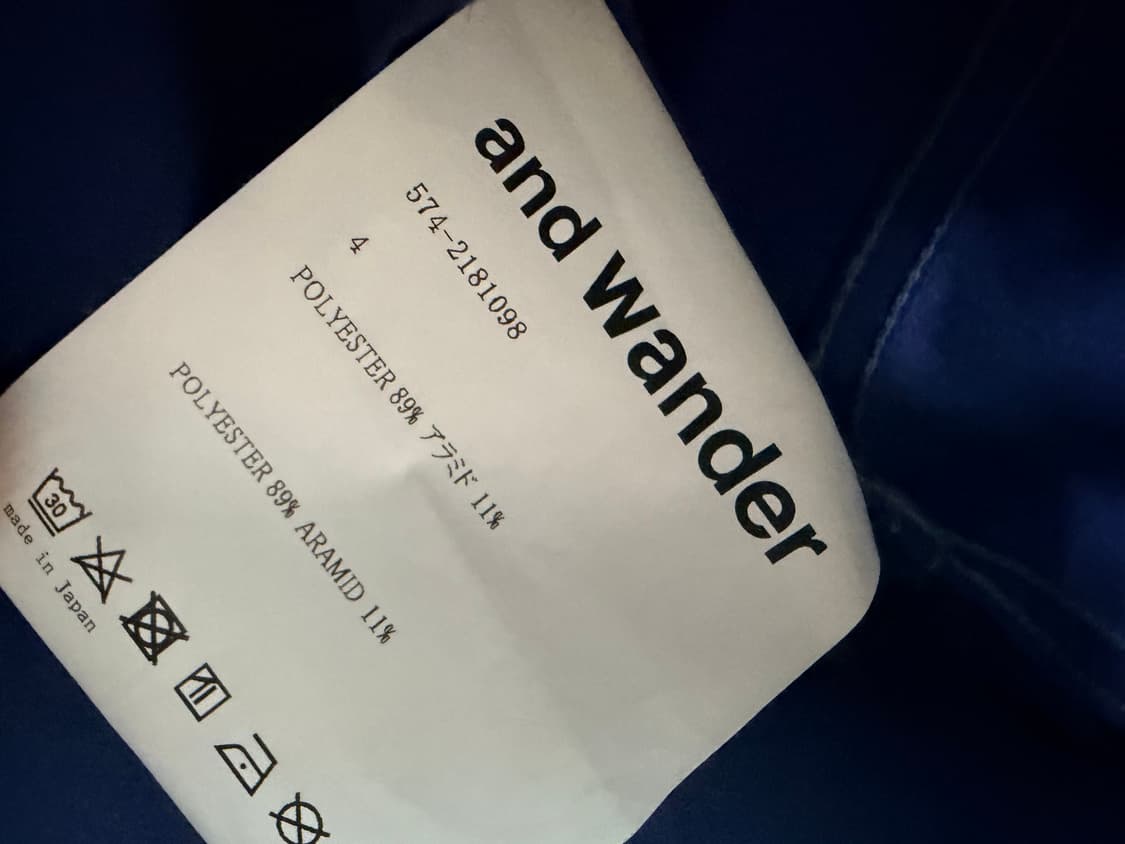 and wander
574-2181098
4
POLYESTER 89% アラミド 11%
POLYESTER 89% ARAMID 11%
30
made in Japan